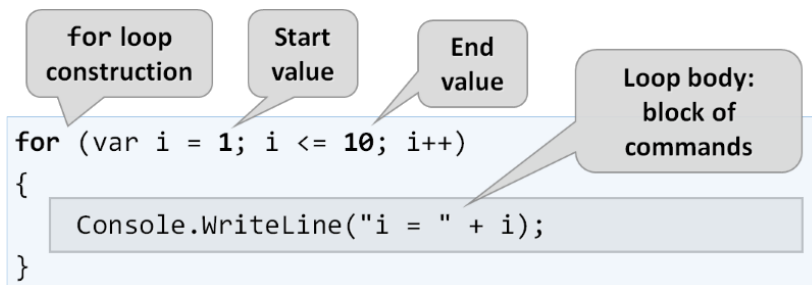 for loop
construction
Start
value
End
value
Loop body:
block of
commands
for (var i = 1; i <= 10; i++)
{
Console.WriteLine("i = " + i);
}